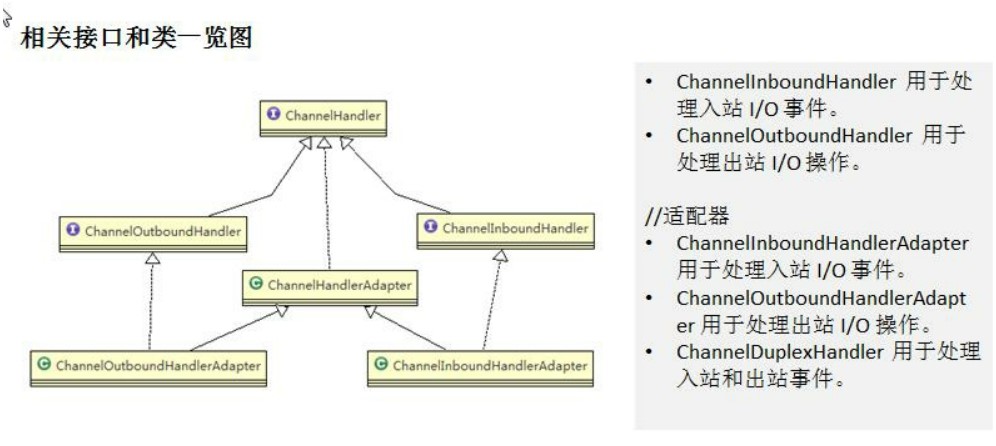 相关接口和类一览图
I ChannelHandler
I ChannelOutboundHandler
I ChannelInboundHandler
C ChannelHandlerAdapter
C ChannelOutboundHandlerAdapter
C ChannelInboundHandlerAdapter
• ChannelInboundHandler 用于处
理入站 I/O 事件。
• ChannelOutboundHandler 用于
处理出站 I/O 操作。
//适配器
• ChannelInboundHandlerAdapter
用于处理入站 I/O 事件。
• ChannelOutboundHandlerAdapt
er 用于处理出站 I/O 操作。
• ChannelDuplexHandler 用于处理
入站和出站事件。